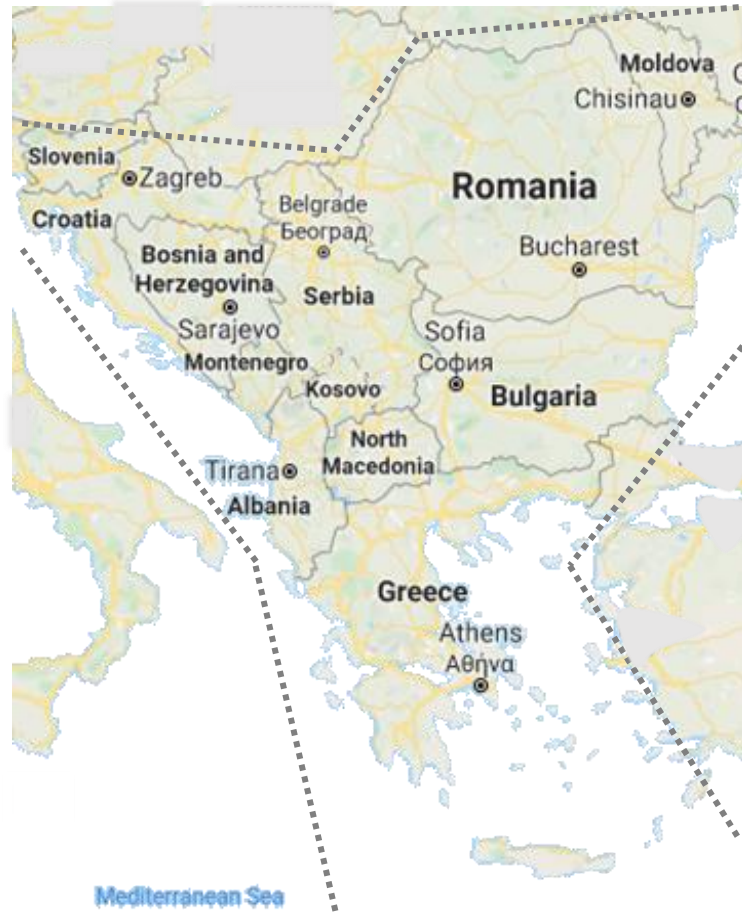 Moldova
Chisinau
Slovenia
Zagreb
Romania
Croatia
Belgrade
Београд
Bosnia and
Herzegovina
Bucharest
Serbia
Sarajevo
Sofia
София
Montenegro
Kosovo
Bulgaria
North
Macedonia
Tirana
Albania
Greece
Athens
Αθήνα
Mediterranean Sea